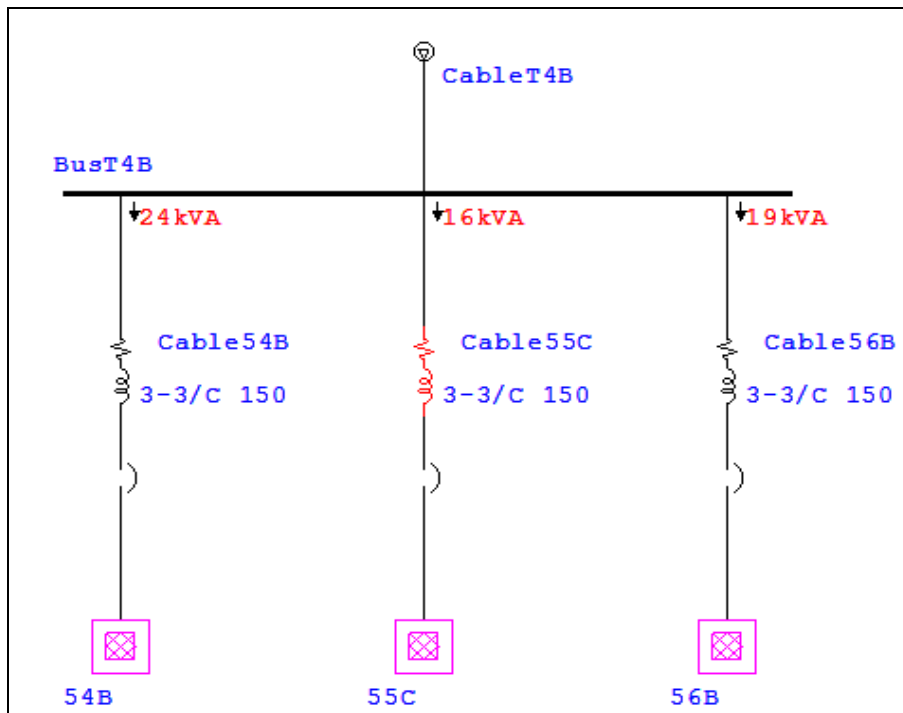 CableT4B
BusT4B
24kVA 16kVA 19kVA
Cable54B Cable55C Cable56B
3-3/C 150 3-3/C 150 3-3/C 150
54B 55C 56B